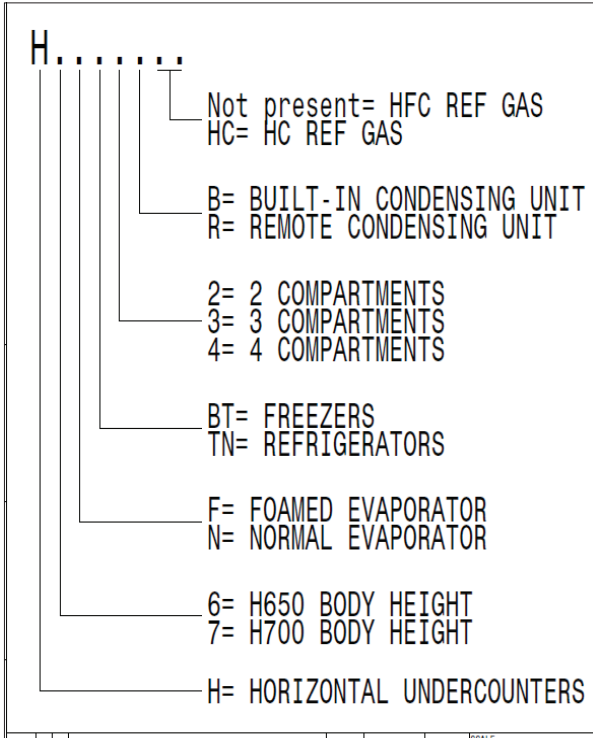 H.......
Not present= HFC REF GAS
HC= HC REF GAS
B= BUILT-IN CONDENSING UNIT
R= REMOTE CONDENSING UNIT
2= 2 COMPARTMENTS
3= 3 COMPARTMENTS
4= 4 COMPARTMENTS
BT= FREEZERS
TN= REFRIGERATORS
F= FOAMED EVAPORATOR
N= NORMAL EVAPORATOR
6= H650 BODY HEIGHT
7= H700 BODY HEIGHT
H= HORIZONTAL UNDERCOUNTERS
SCALE